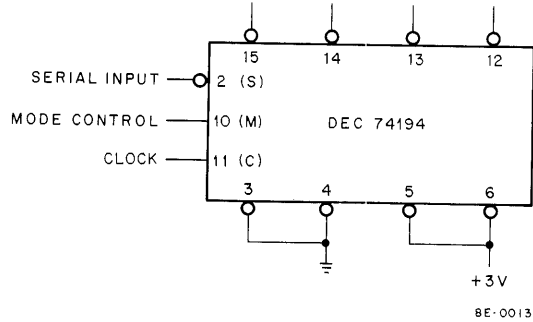 15 14 13 12
SERIAL INPUT 2 (S)
MODE CONTROL 10 (M) DEC 74194
CLOCK 11 (C)
3 4 5 6
+3V
8E-0013